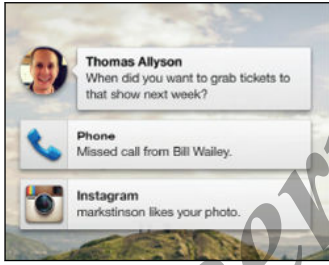 Thomas Allyson
When did you want to grab tickets to
that show next week?
Phone
Missed call from Bill Wailey.
Instagram
markstinson likes your photo.